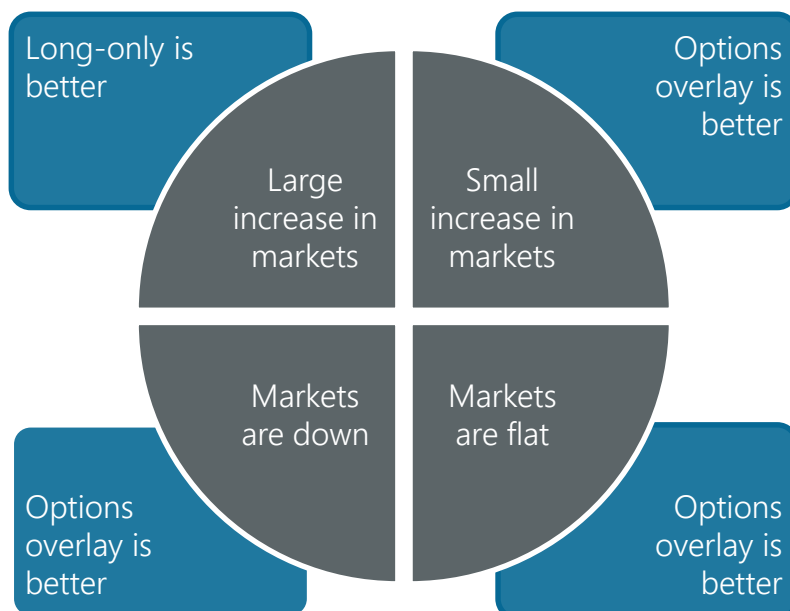 Long-only is
better
Options
overlay is
better
Large
increase in
markets
Small
increase in
markets
Markets
are down
Markets
are flat
Options
overlay is
better
Options
overlay is
better